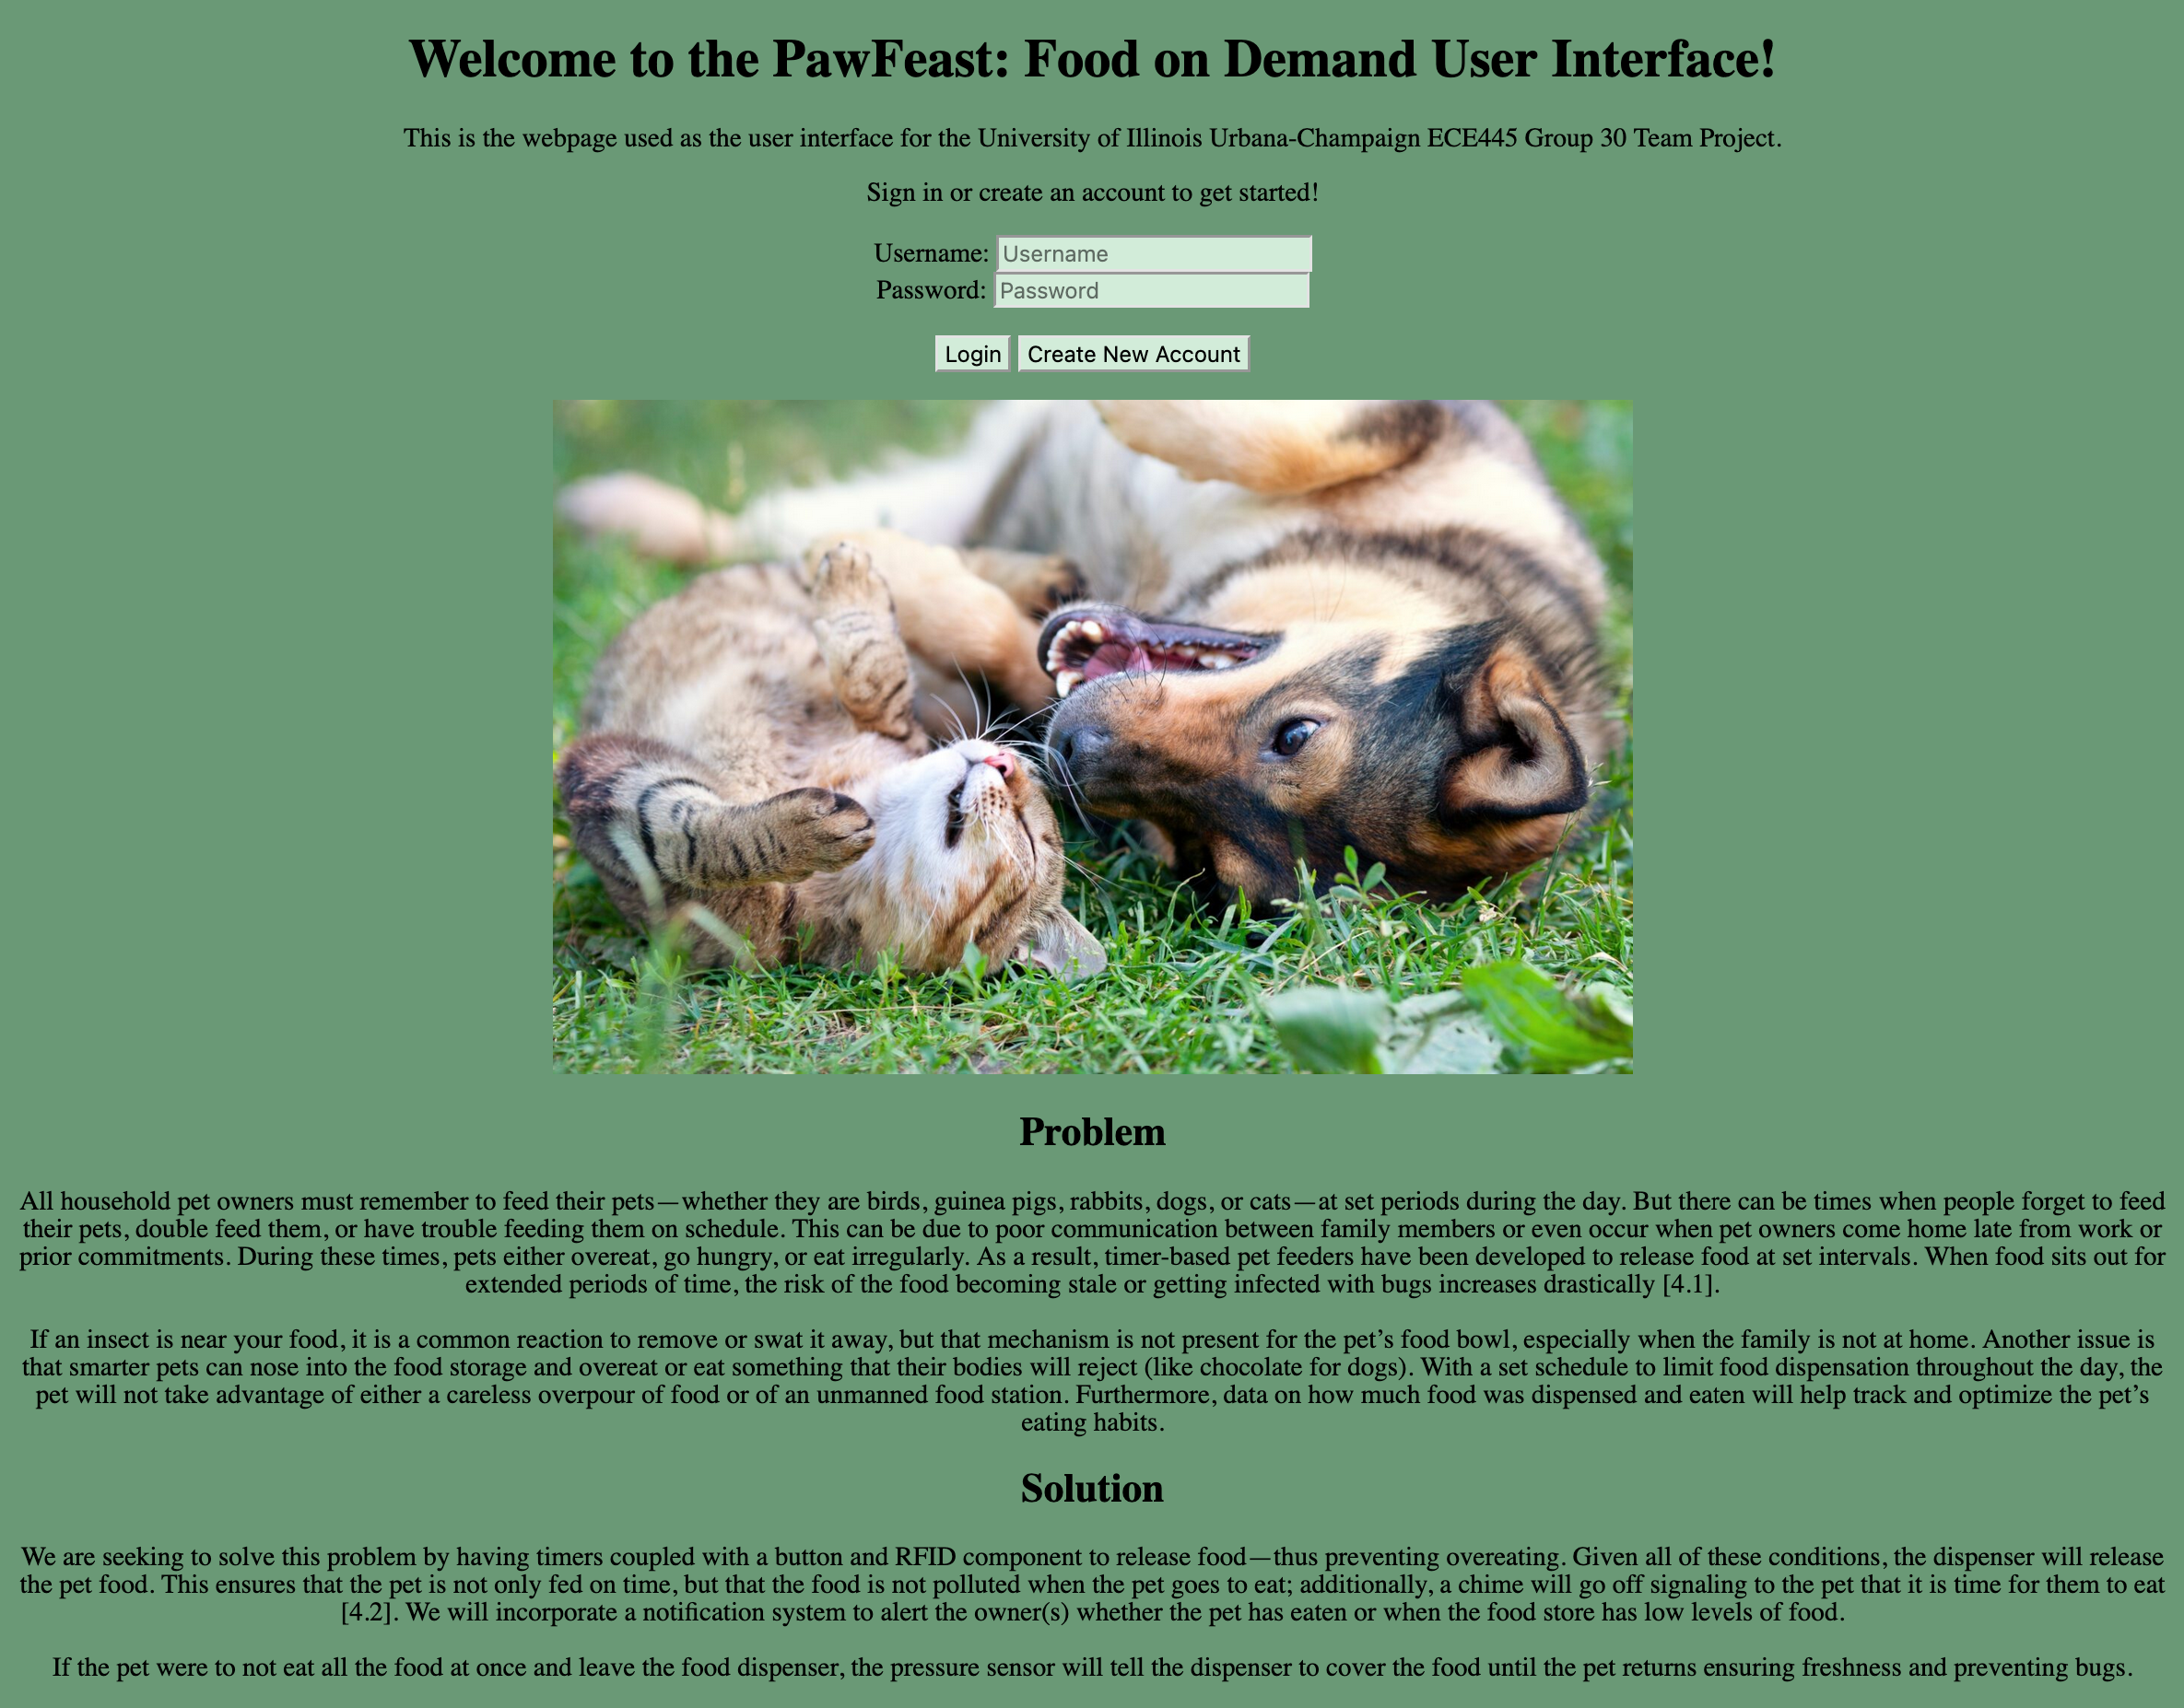 Welcome to the PawFeast: Food on Demand User Interface!
This is the webpage used as the user interface for the University of Illinois Urbana-Champaign ECE445 Group 30 Team Project.
Sign in or create an account to get started!
Username: Username
Password: Password
Login Create New Account
Problem
All household pet owners must remember to feed their pets—whether they are birds, guinea pigs, rabbits, dogs, or cats—at set periods during the day. But there can be times when people forget to feed
their pets, double feed them, or have trouble feeding them on schedule. This can be due to poor communication between family members or even occur when pet owners come home late from work or
prior commitments. During these times, pets either overeat, go hungry, or eat irregularly. As a result, timer-based pet feeders have been developed to release food at set intervals. When food sits out for
extended periods of time, the risk of the food becoming stale or getting infected with bugs increases drastically [4.1].
If an insect is near your food, it is a common reaction to remove or swat it away, but that mechanism is not present for the pet’s food bowl, especially when the family is not at home. Another issue is
that smarter pets can nose into the food storage and overeat or eat something that their bodies will reject (like chocolate for dogs). With a set schedule to limit food dispensation throughout the day, the
pet will not take advantage of either a careless overpour of food or of an unmanned food station. Furthermore, data on how much food was dispensed and eaten will help track and optimize the pet’s
eating habits.
Solution
We are seeking to solve this problem by having timers coupled with a button and RFID component to release food—thus preventing overeating. Given all of these conditions, the dispenser will release
the pet food. This ensures that the pet is not only fed on time, but that the food is not polluted when the pet goes to eat; additionally, a chime will go off signaling to the pet that it is time for them to eat
[4.2]. We will incorporate a notification system to alert the owner(s) whether the pet has eaten or when the food store has low levels of food.
If the pet were to not eat all the food at once and leave the food dispenser, the pressure sensor will tell the dispenser to cover the food until the pet returns ensuring freshness and preventing bugs.